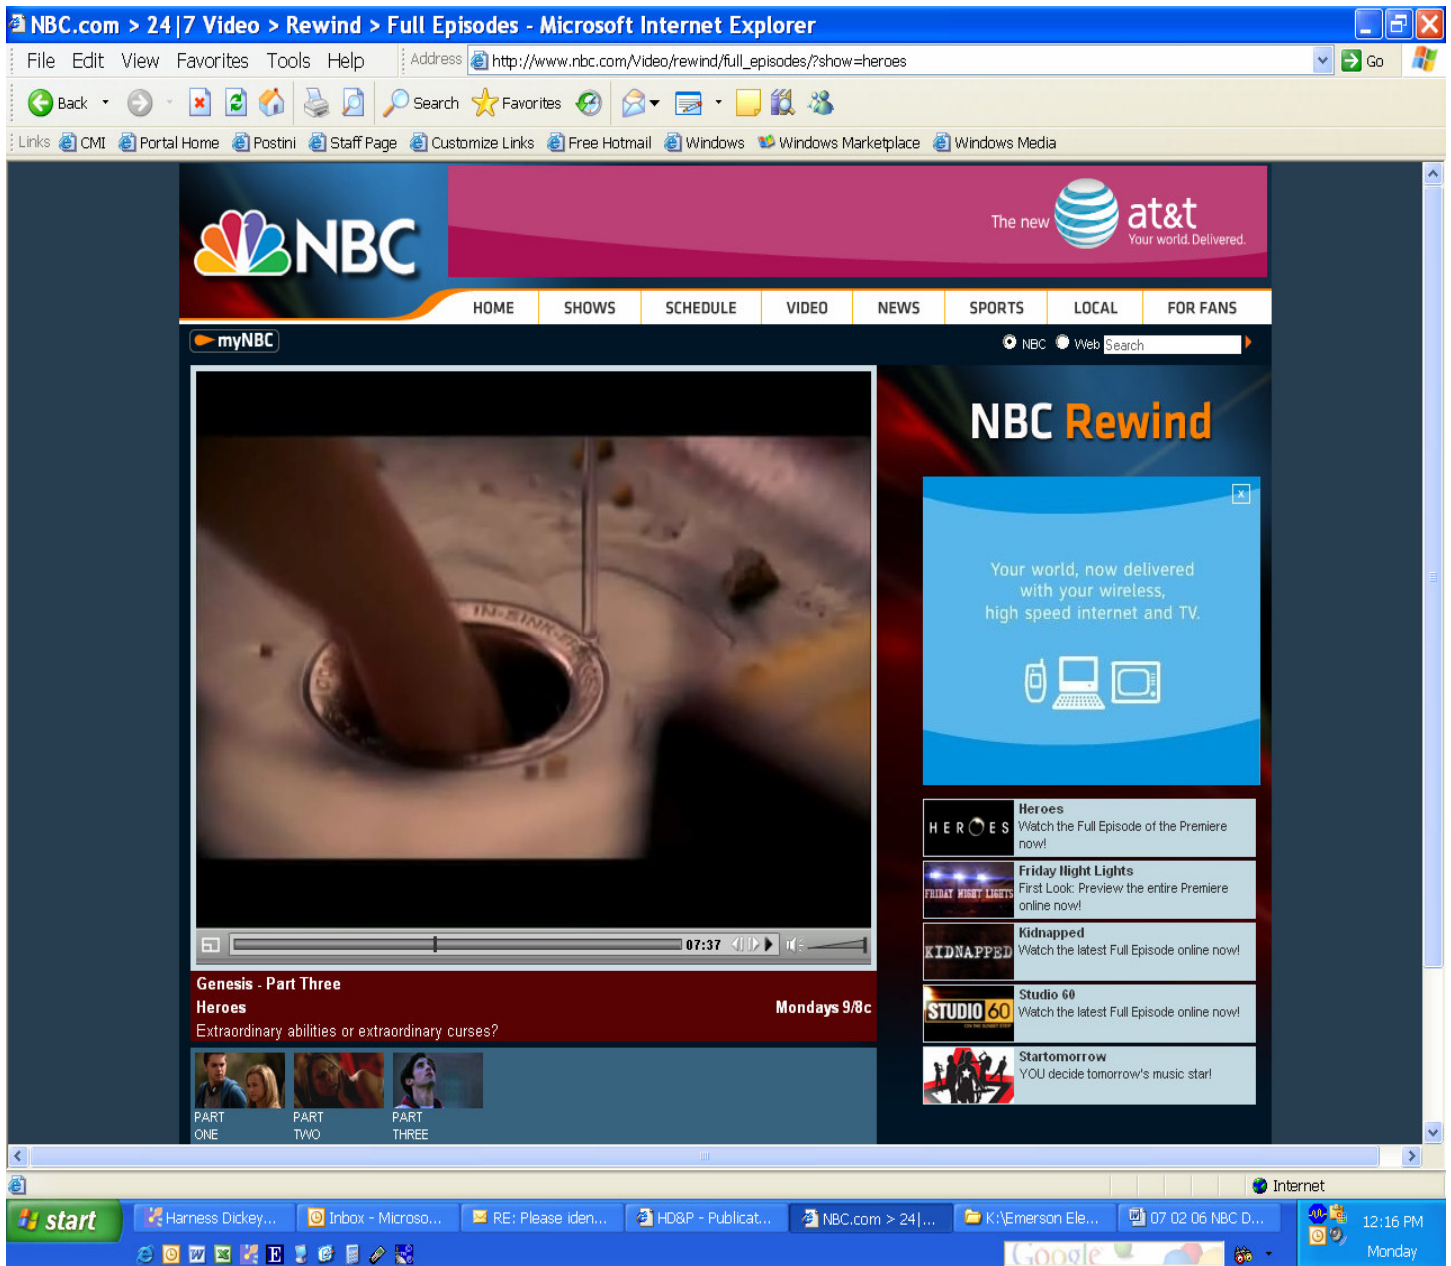 NBC.com > 24|7 Video > Rewind > Full Episodes - Microsoft Internet Explorer
File Edit View Favorites Tools Help Address http://www.nbc.com/Video/rewind/full_episodes/?show=heroes Go
Back Search Favorites
Links CMI Portal Home Postini Staff Page Customize Links Free Hotmail Windows Windows Marketplace Windows Media
NBC
The new at&t
Your world. Delivered.
HOME SHOWS SCHEDULE VIDEO NEWS SPORTS LOCAL FOR FANS
myNBC
NBC Web Search
IN-SINK-
07:37
Genesis - Part Three
Heroes Mondays 9/8c
Extraordinary abilities or extraordinary curses?
PART ONE
PART TWO
PART THREE
NBC Rewind
x
Your world, now delivered
with your wireless,
high speed internet and TV.
HEROES
Heroes
Watch the Full Episode of the Premiere
now!
FRIDAY NIGHT LIGHTS
Friday Night Lights
First Look: Preview the entire Premiere
online now!
KIDNAPPED
Kidnapped
Watch the latest Full Episode online now!
STUDIO 60
ON THE SUNSET STRIP
Studio 60
Watch the latest Full Episode online now!
Startomorrow
YOU decide tomorrow's music star!
Internet
start Harness Dickey... Inbox - Microso... RE: Please iden... HD&P - Publicat... NBC.com > 24|... K:\Emerson Ele... 07 02 06 NBC D... 12:16 PM
Google Monday